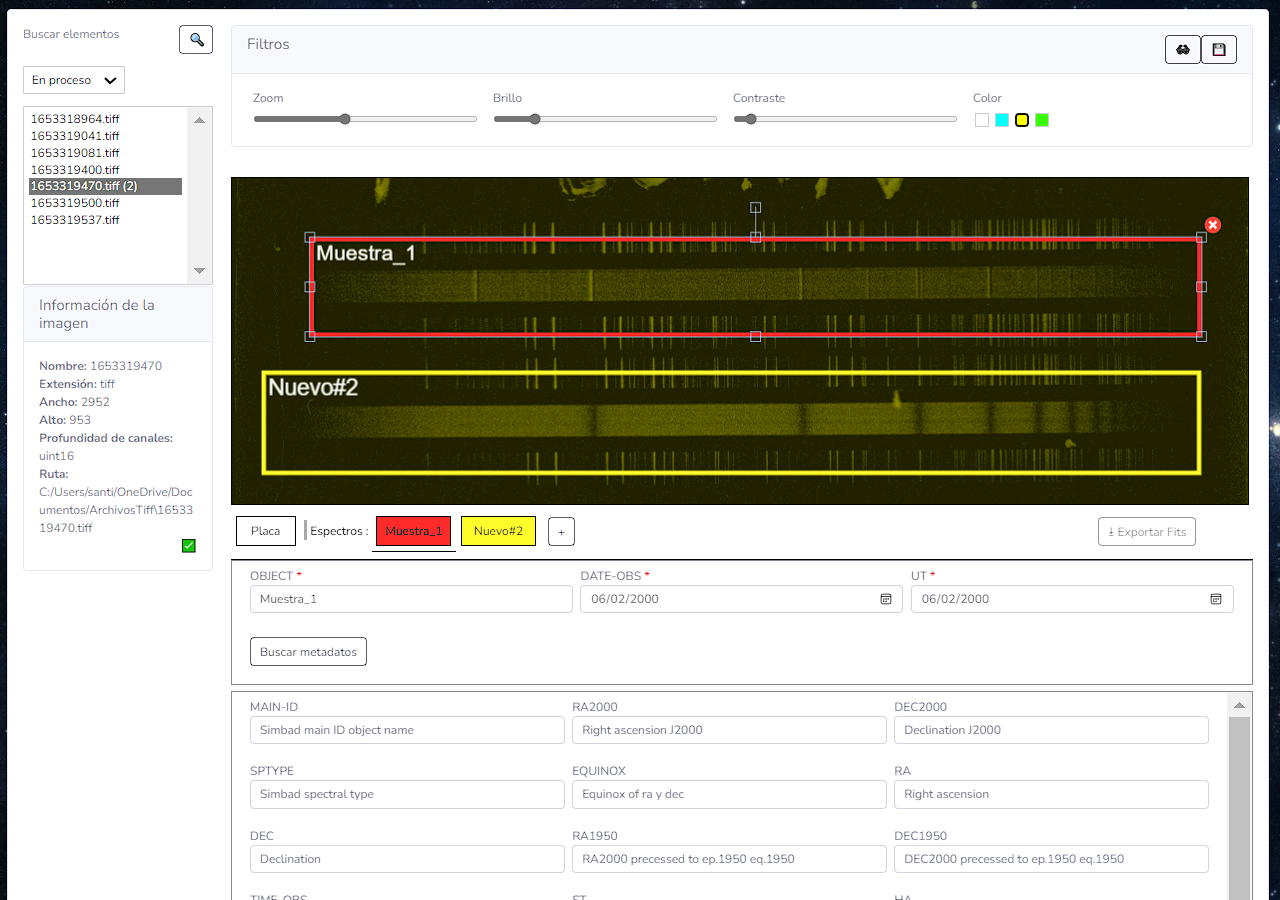 Buscar elementos
En proceso
1653318964.tiff
1653319041.tiff
1653319081.tiff
1653319400.tiff
1653319470.tiff (2)
1653319500.tiff
1653319537.tiff
Información de la
imagen
Nombre: 1653319470
Extensión: tiff
Ancho: 2952
Alto: 953
Profundidad de canales:
uint16
Ruta:
C:/Users/santi/OneDrive/Doc
umentos/ArchivosTiff\16533
19470.tiff
Filtros
Zoom Brillo Contraste Color
Muestra_1
Nuevo#2
Placa Espectros : Muestra_1 Nuevo#2 + Exportar Fits
OBJECT * DATE-OBS * UT *
Muestra_1 06/02/2000 06/02/2000
Buscar metadatos
MAIN-ID RA2000 DEC2000
Simbad main ID object name Right ascension J2000 Declination J2000
SPTYPE EQUINOX RA
Simbad spectral type Equinox of ra y dec Right ascension
DEC RA1950 DEC1950
Declination RA2000 precessed to ep.1950 eq.1950 DEC2000 precessed to ep.1950 eq.1950
TIME-OBS ST HA